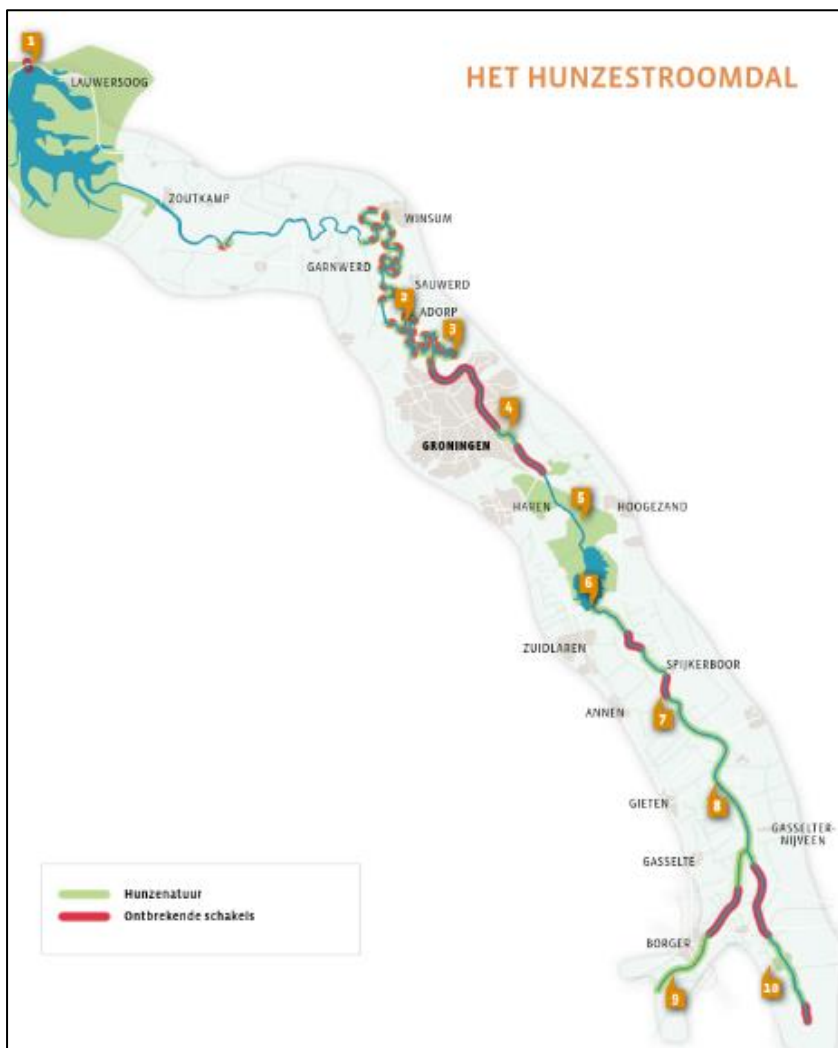 1
HET HUNZESTROOMDAL
LAUWERSOOG
ZOUTKAMP
WINSUM
GARNWERD
SAUWERD
2
ADORP
3
4
GRONINGEN
5
HAREN
HOOGEZAND
6
ZUIDLAREN
SPIJKERBOOR
ANNEN
7
8
GIETEN
GASSELTER-
NIJVEEN
GASSELTE
Hunzenatuur
Ontbrekende schakels
BORGER
9
10